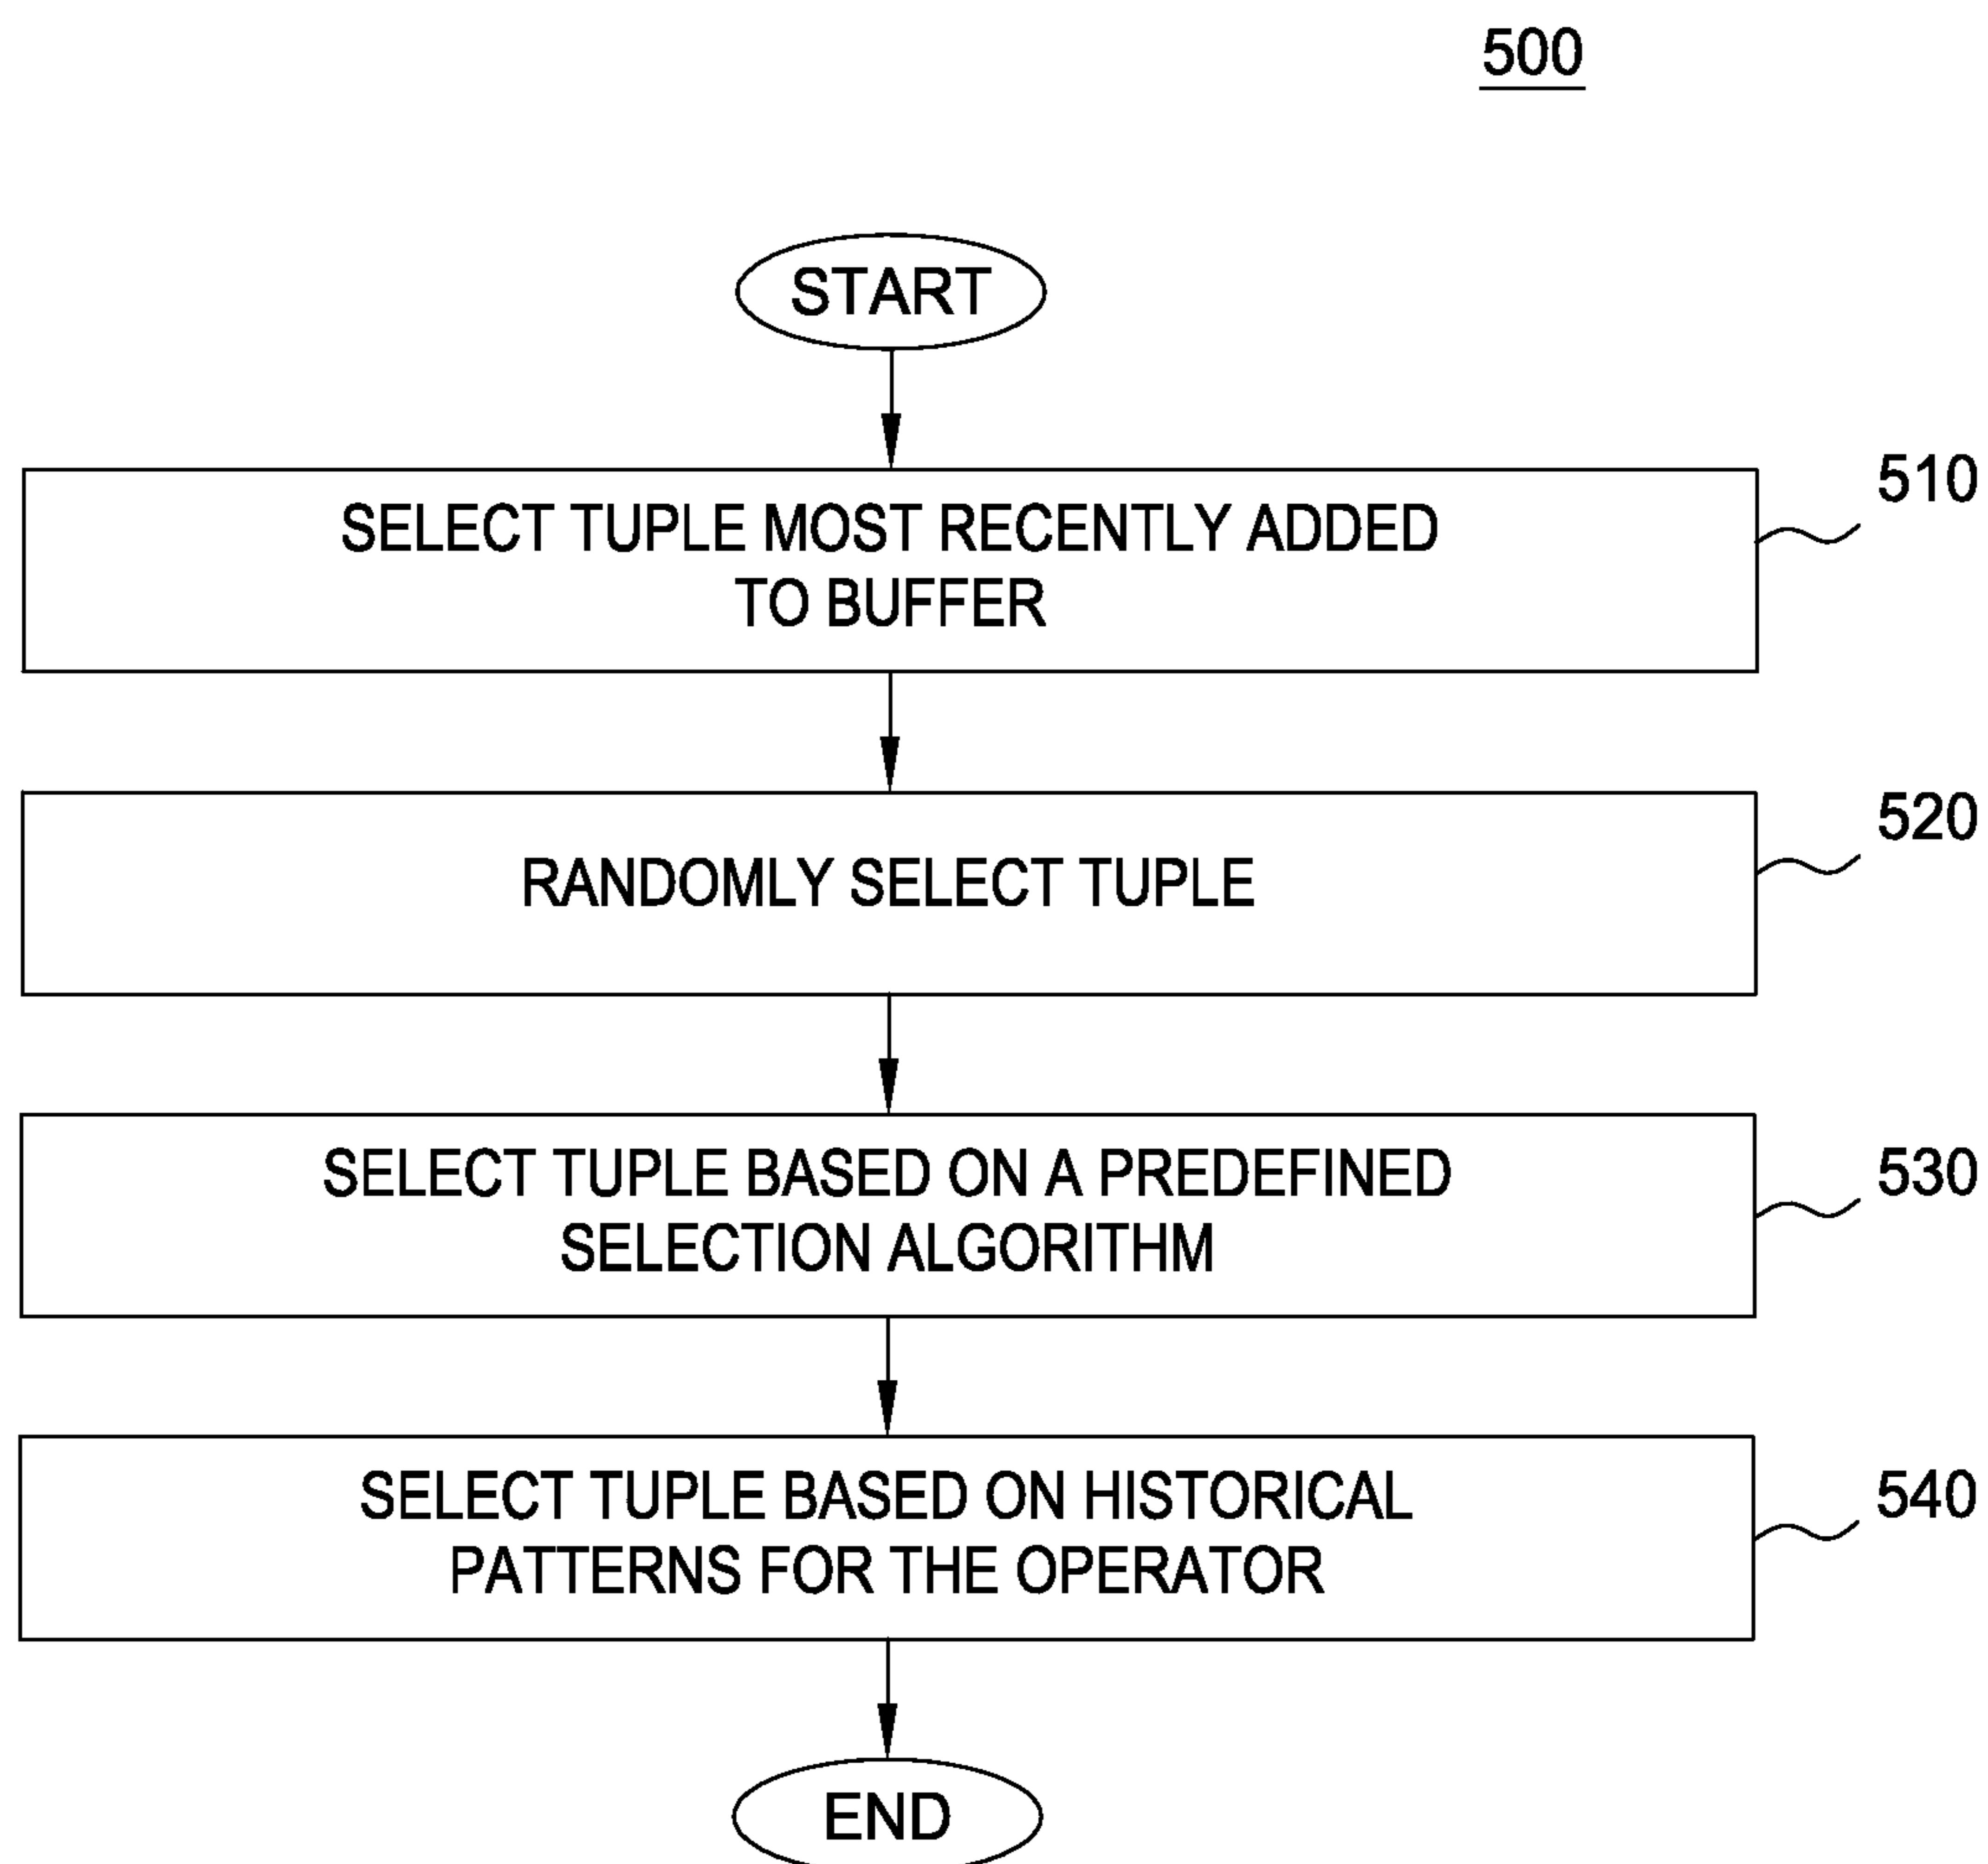 500
START
510
SELECT TUPLE MOST RECENTLY ADDED
TO BUFFER
520
RANDOMLY SELECT TUPLE
530
SELECT TUPLE BASED ON A PREDEFINED
SELECTION ALGORITHM
540
SELECT TUPLE BASED ON HISTORICAL
PATTERNS FOR THE OPERATOR
END